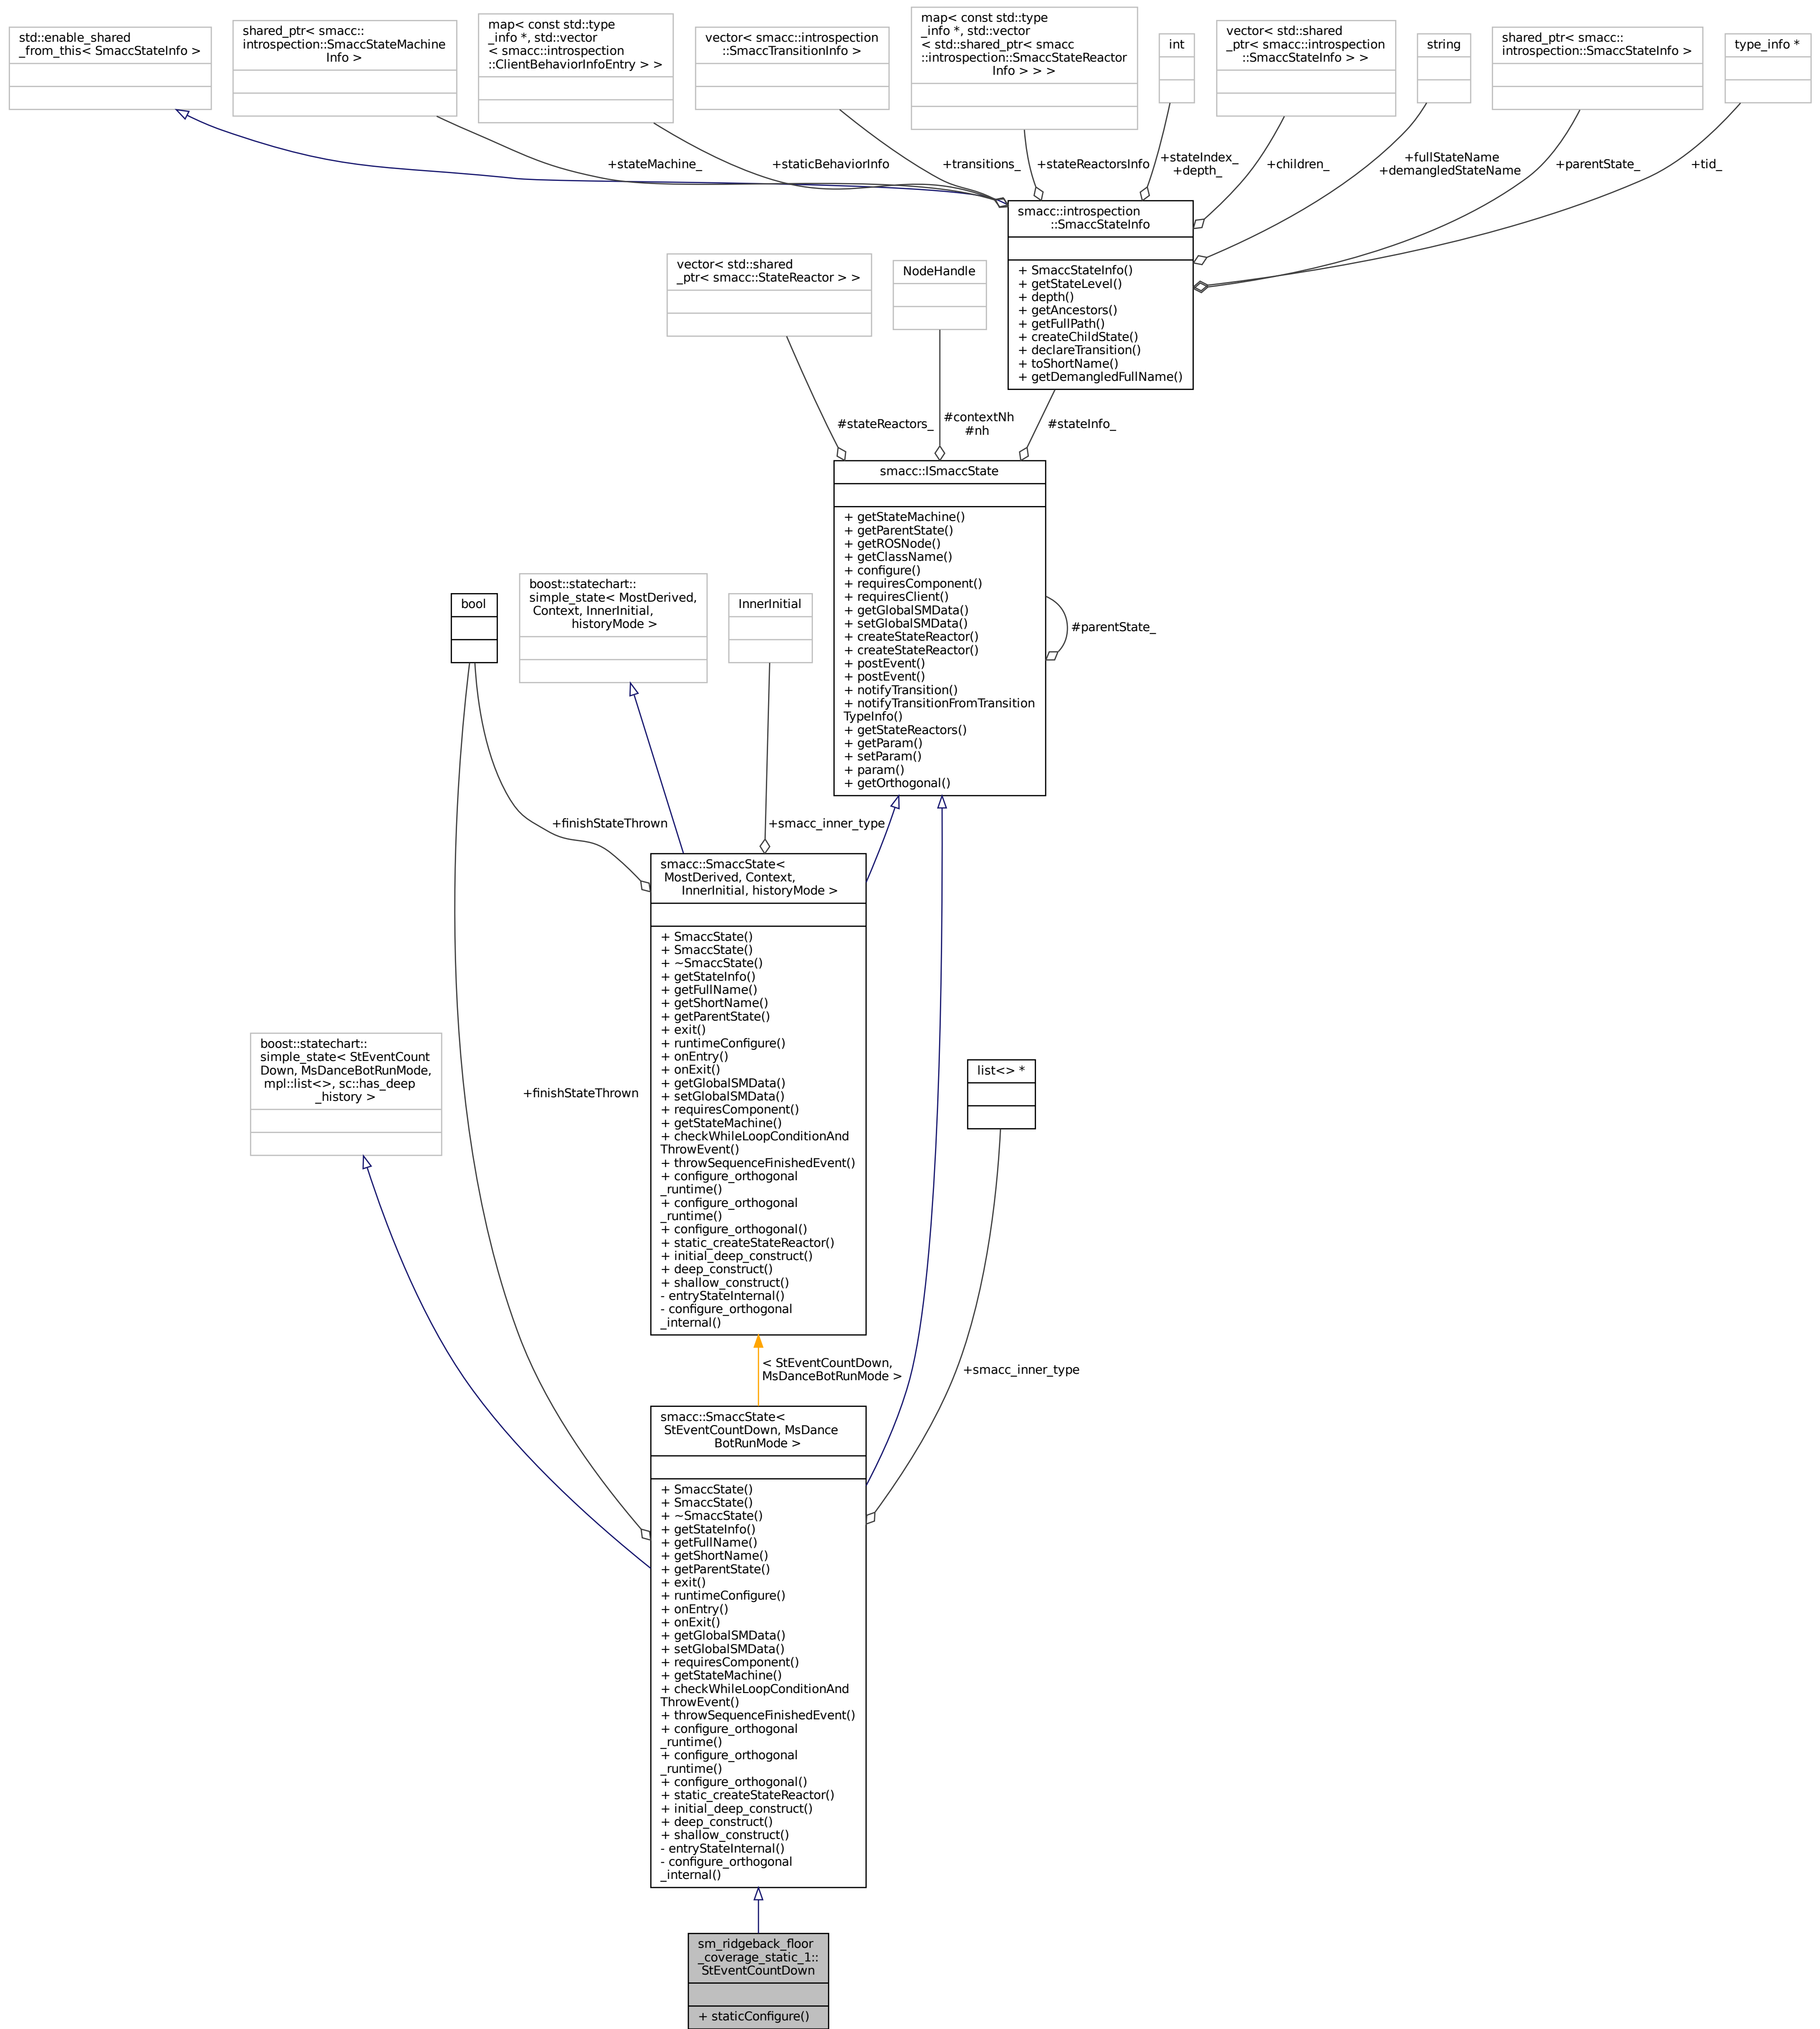 std::enable_shared
_from_this< SmaccStateInfo >
shared_ptr< smacc::
introspection::SmaccStateMachine
Info >
map< const std::type
_info *, std::vector
< smacc::introspection
::ClientBehaviorInfoEntry > >
vector< smacc::introspection
::SmaccTransitionInfo >
map< const std::type
_info *, std::vector
< std::shared_ptr< smacc
::introspection::SmaccStateReactor
Info > > >
int
vector< std::shared
_ptr< smacc::introspection
::SmaccStateInfo > >
string
shared_ptr< smacc::
introspection::SmaccStateInfo >
type_info *
+stateMachine_
+staticBehaviorInfo
+transitions_
+stateReactorsInfo
+stateIndex_
+depth_
+children_
+fullStateName
+demangledStateName
+parentState_
+tid_
smacc::introspection
::SmaccStateInfo
+ SmaccStateInfo()
+ getStateLevel()
+ depth()
+ getAncestors()
+ getFullPath()
+ createChildState()
+ declareTransition()
+ toShortName()
+ getDemangledFullName()
vector< std::shared
_ptr< smacc::StateReactor > >
NodeHandle
#stateReactors_
#contextNh
#nh
#stateInfo_
smacc::ISmaccState
+ getStateMachine()
+ getParentState()
+ getROSNode()
+ getClassName()
+ configure()
+ requiresComponent()
+ requiresClient()
+ getGlobalSMData()
+ setGlobalSMData()
+ createStateReactor()
+ createStateReactor()
+ postEvent()
+ postEvent()
+ notifyTransition()
+ notifyTransitionFromTransition
TypeInfo()
+ getStateReactors()
+ getParam()
+ setParam()
+ param()
+ getOrthogonal()
#parentState_
bool
boost::statechart::
simple_state< MostDerived,
Context, InnerInitial,
historyMode >
InnerInitial
+finishStateThrown
+smacc_inner_type
smacc::SmaccState<
MostDerived, Context,
InnerInitial, historyMode >
+ SmaccState()
+ SmaccState()
+ ~SmaccState()
+ getStateInfo()
+ getFullName()
+ getShortName()
+ getParentState()
+ exit()
+ runtimeConfigure()
+ onEntry()
+ onExit()
+ getGlobalSMData()
+ setGlobalSMData()
+ requiresComponent()
+ getStateMachine()
+ checkWhileLoopConditionAnd
ThrowEvent()
+ throwSequenceFinishedEvent()
+ configure_orthogonal
_runtime()
+ configure_orthogonal
_runtime()
+ configure_orthogonal()
+ static_createStateReactor()
+ initial_deep_construct()
+ deep_construct()
+ shallow_construct()
- entryStateInternal()
- configure_orthogonal
_internal()
boost::statechart::
simple_state< StEventCount
Down, MsDanceBotRunMode,
mpl::list<>, sc::has_deep
_history >
+finishStateThrown
list<> *
< StEventCountDown,
MsDanceBotRunMode >
+smacc_inner_type
smacc::SmaccState<
StEventCountDown, MsDance
BotRunMode >
+ SmaccState()
+ SmaccState()
+ ~SmaccState()
+ getStateInfo()
+ getFullName()
+ getShortName()
+ getParentState()
+ exit()
+ runtimeConfigure()
+ onEntry()
+ onExit()
+ getGlobalSMData()
+ setGlobalSMData()
+ requiresComponent()
+ getStateMachine()
+ checkWhileLoopConditionAnd
ThrowEvent()
+ throwSequenceFinishedEvent()
+ configure_orthogonal
_runtime()
+ configure_orthogonal
_runtime()
+ configure_orthogonal()
+ static_createStateReactor()
+ initial_deep_construct()
+ deep_construct()
+ shallow_construct()
- entryStateInternal()
- configure_orthogonal
_internal()
sm_ridgeback_floor
_coverage_static_1::
StEventCountDown
+ staticConfigure()